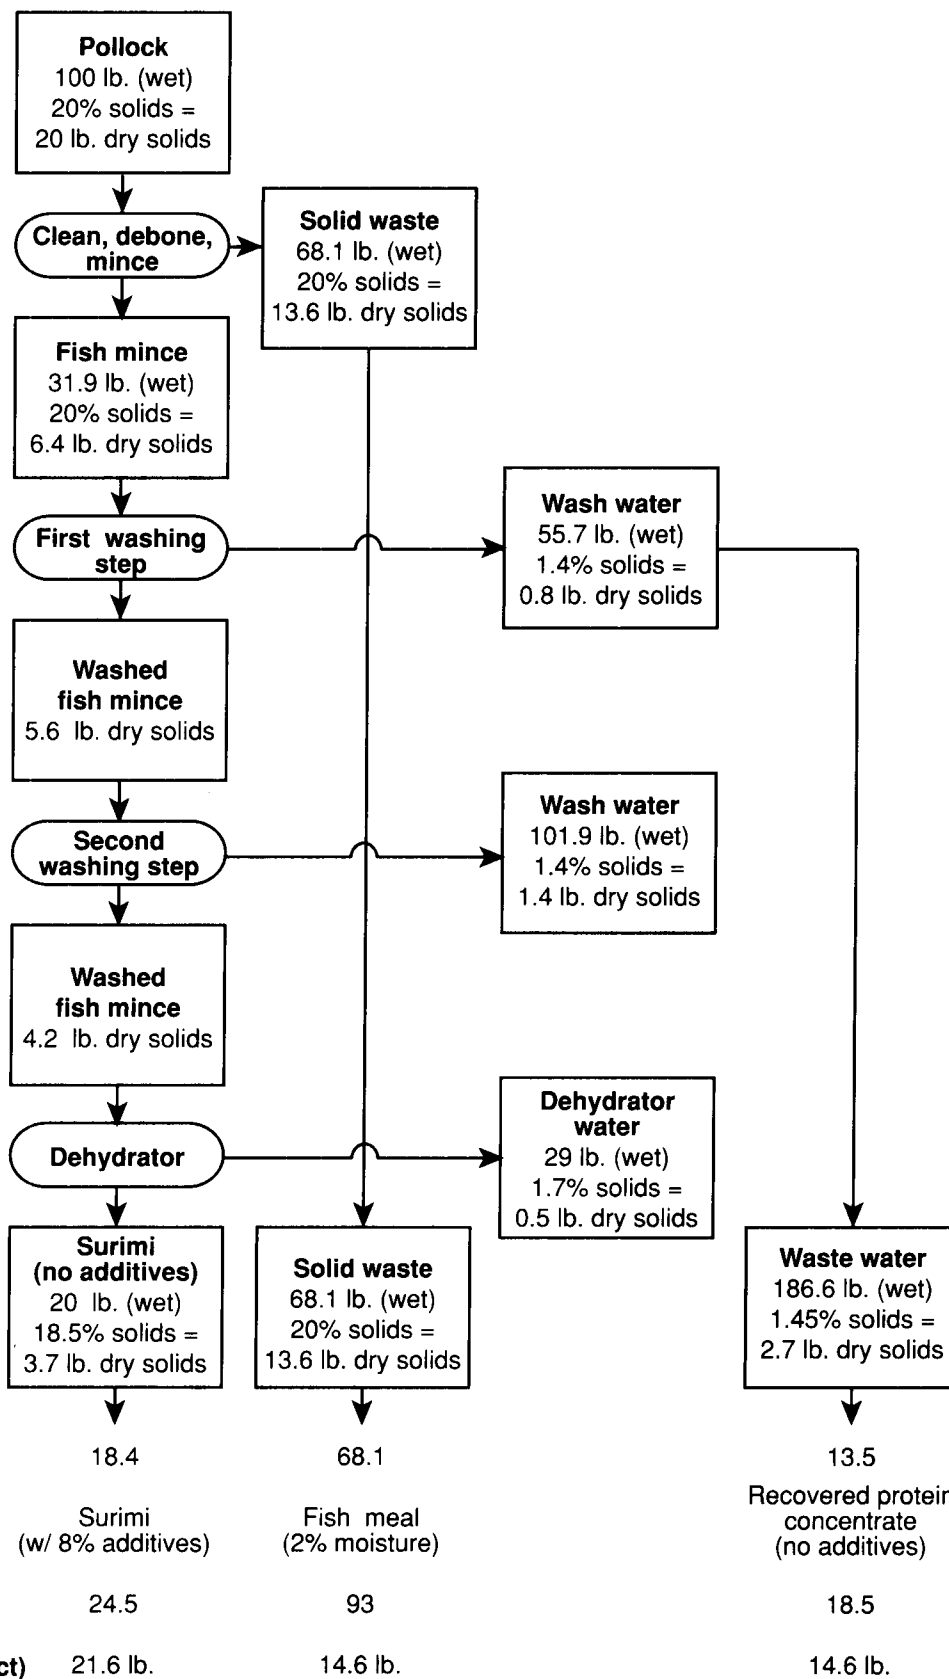 Pollock
100 lb. (wet)
20% solids =
20 lb. dry solids
Clean, debone,
mince
Solid waste
68.1 lb. (wet)
20% solids =
13.6 lb. dry solids
Fish mince
31.9 lb. (wet)
20% solids =
6.4 lb. dry solids
First washing
step
Wash water
55.7 lb. (wet)
1.4% solids =
0.8 lb. dry solids
Washed
fish mince
5.6 lb. dry solids
Second
washing step
Wash water
101.9 lb. (wet)
1.4% solids =
1.4 lb. dry solids
Washed
fish mince
4.2 lb. dry solids
Dehydrator
Dehydrator
water
29 lb. (wet)
1.7% solids =
0.5 lb. dry solids
Surimi
(no additives)
20 lb. (wet)
18.5% solids =
3.7 lb. dry solids
Solid waste
68.1 lb. (wet)
20% solids =
13.6 lb. dry solids
Waste water
186.6 lb. (wet)
1.45% solids =
2.7 lb. dry solids
18.4 68.1 13.5
Surimi
(w/ 8% additives)
Fish meal
(2% moisture)
Recovered protein
concentrate
(no additives)
24.5 93 18.5
ct) 21.6 lb. 14.6 lb. 14.6 lb.